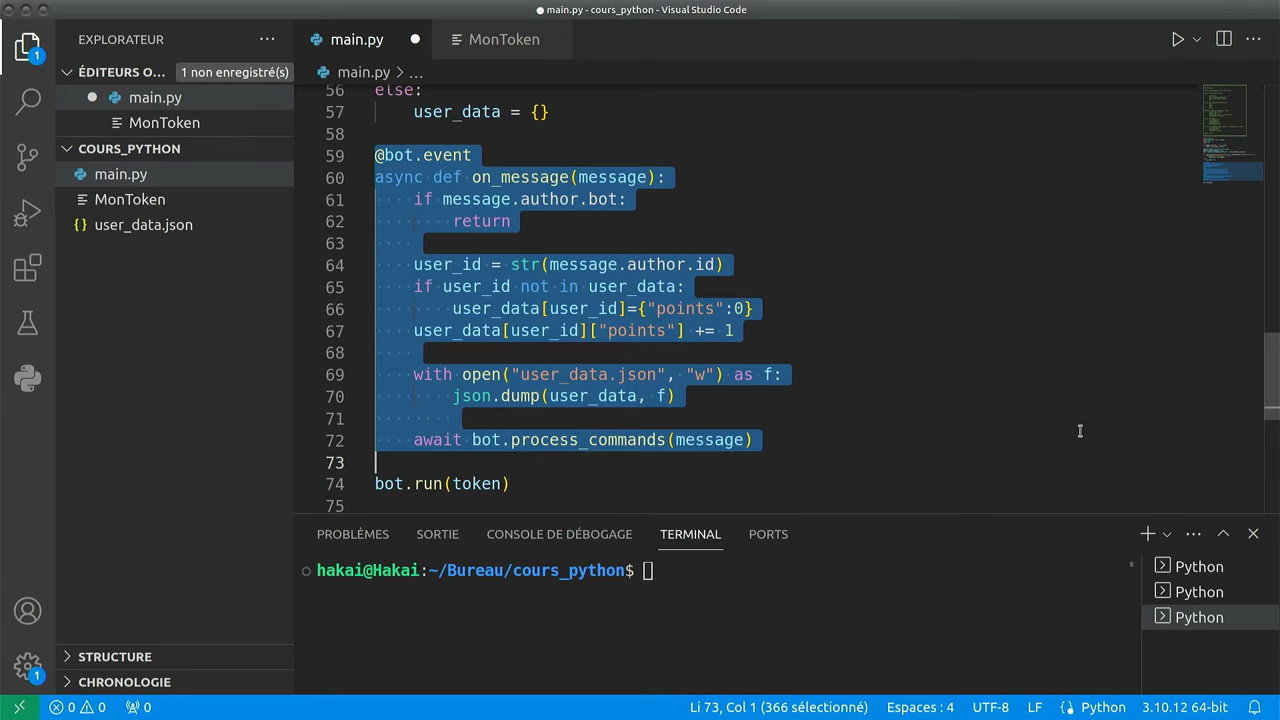 main.py - cours_python - Visual Studio Code
EXPLORATEUR
main.py
MonToken
ÉDITEURS O...
1 non enregistré(s)
main.py > ...
main.py
MonToken
COURS_PYTHON
main.py
MonToken
user_data.json
56 else:
57 user_data = {}
58
59 @bot.event
60 async def on_message(message):
61 if message.author.bot:
62 return
63
64 user_id = str(message.author.id)
65 if user_id not in user_data:
66 user_data[user_id]={"points":0}
67 user_data[user_id]["points"] += 1
68
69 with open("user_data.json", "w") as f:
70 json.dump(user_data, f)
71
72 await bot.process_commands(message)
73
74 bot.run(token)
75
PROBLÈMES
SORTIE
CONSOLE DE DÉBOGAGE
TERMINAL
PORTS
hakai@Hakai:~/Bureau/cours_python$
Python
Python
Python
STRUCTURE
CHRONOLOGIE
1
1
0 0 0
Li 73, Col 1 (366 sélectionné)
Espaces : 4
UTF-8
LF
Python
3.10.12 64-bit